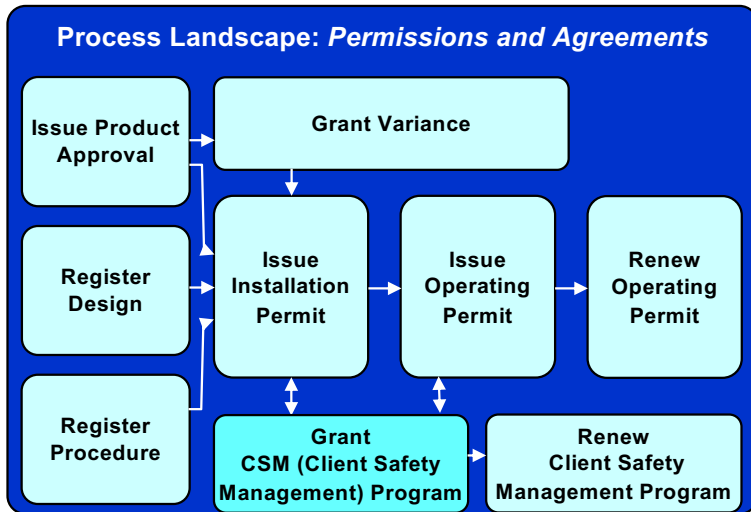 Process Landscape: Permissions and Agreements
Issue Product
Approval
Grant Variance
Register
Design
Issue
Installation
Permit
Issue
Operating
Permit
Renew
Operating
Permit
Register
Procedure
Grant
CSM (Client Safety
Management) Program
Renew
Client Safety
Management Program